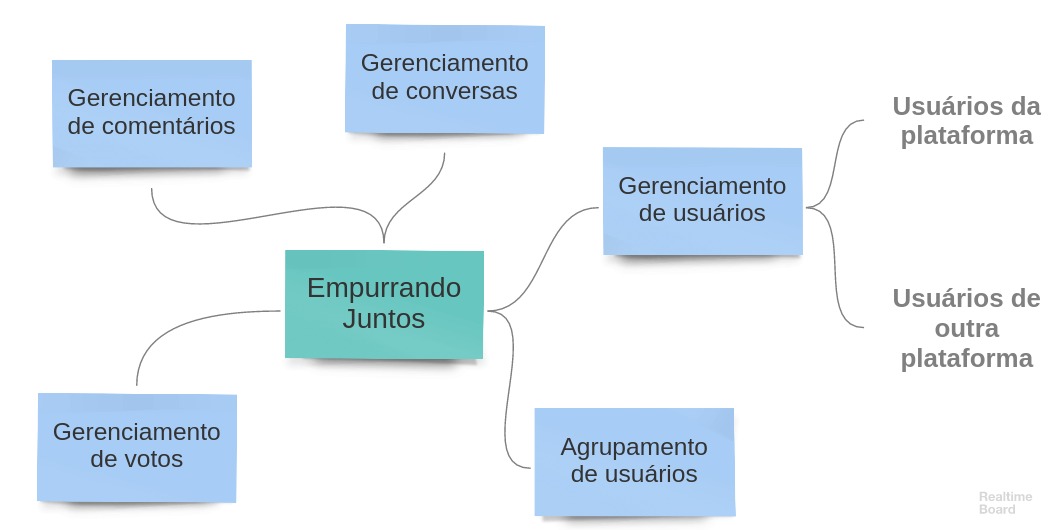 Gerenciamento
de comentários
Gerenciamento
de conversas
Gerenciamento
de usuários
Usuários da
plataforma
Usuários de
outra
plataforma
Empurrando
Juntos
Gerenciamento
de votos
Agrupamento
de usuários
Realtime
Board